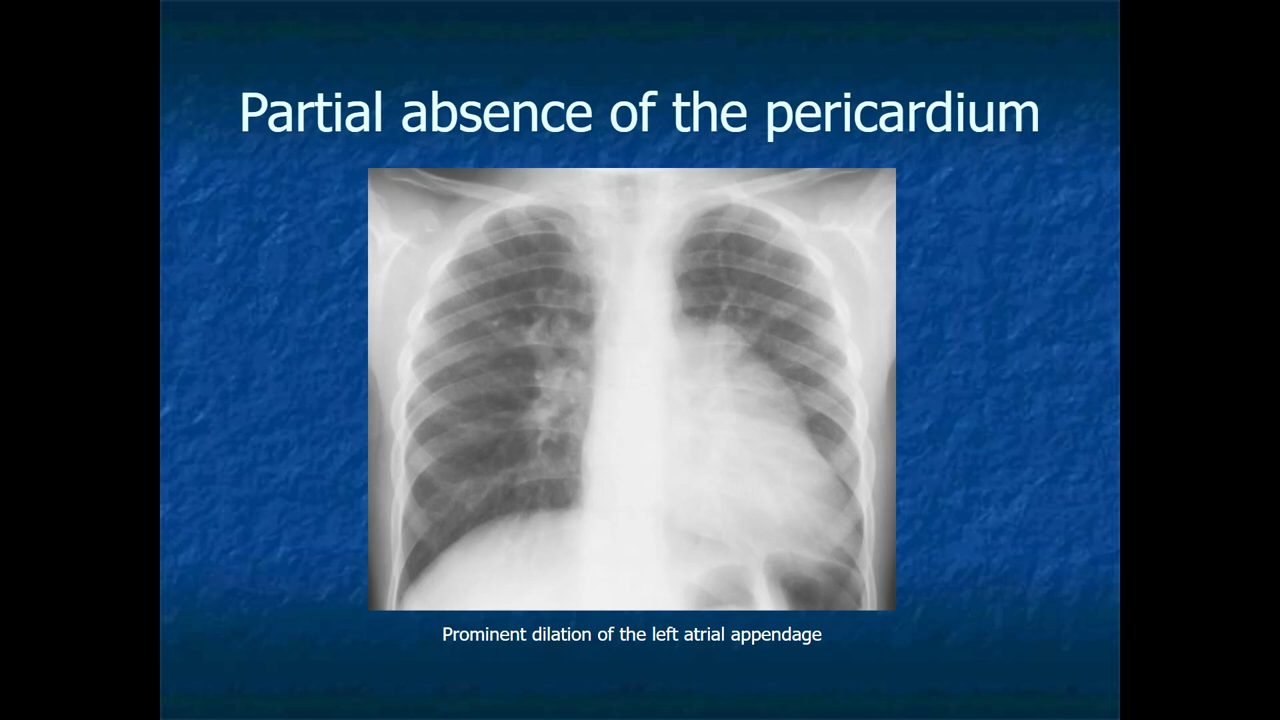 Partial absence of the pericardium
Prominent dilation of the left atrial appendage